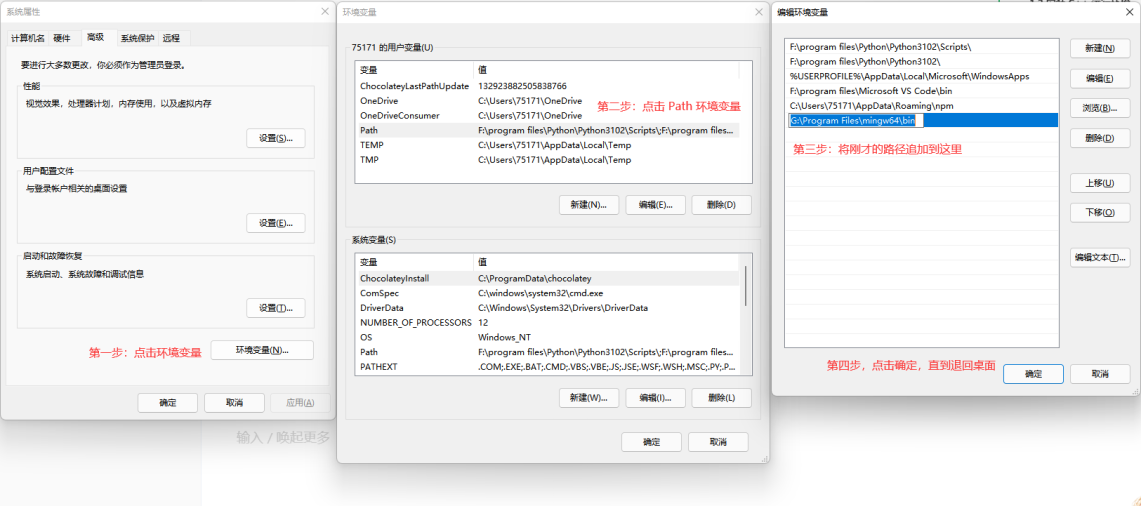 系统属性
计算机名 硬件 高级 系统保护 远程
要进行大多数更改，你必须作为管理员登录。
性能
视觉效果，处理器计划，内存使用，以及虚拟内存
设置(S)...
用户配置文件
与登录帐户相关的桌面设置
设置(E)...
启动和故障恢复
系统启动、系统故障和调试信息
设置(T)...
第一步：点击环境变量
环境变量(N)...
确定 取消 应用(A)
输入 / 唤起更多
环境变量
75171 的用户变量(U)
变量 值
ChocolateyLastPathUpdate 132923882505838766
OneDrive C:\Users\75171\OneDrive
OneDriveConsumer C:\Users\75171\OneDrive
Path F:\program files\Python\Python3102\Scripts\;F:\program files...
TEMP C:\Users\75171\AppData\Local\Temp
TMP C:\Users\75171\AppData\Local\Temp
第二步：点击 Path 环境变量
新建(N)... 编辑(E)... 删除(D)
系统变量(S)
变量 值
ChocolateyInstall C:\ProgramData\chocolatey
ComSpec C:\windows\system32\cmd.exe
DriverData C:\Windows\System32\Drivers\DriverData
NUMBER_OF_PROCESSORS 12
OS Windows_NT
Path F:\program files\Python\Python3102\Scripts\;F:\program files...
PATHEXT .COM;.EXE;.BAT;.CMD;.VBS;.VBE;.JS;.JSE;.WSF;.WSH;.MSC;.PY;.P...
新建(W)... 编辑(I)... 删除(L)
确定 取消
编辑环境变量
F:\program files\Python\Python3102\Scripts\
F:\program files\Python\Python3102\
%USERPROFILE%\AppData\Local\Microsoft\WindowsApps
F:\program files\Microsoft VS Code\bin
C:\Users\75171\AppData\Roaming\npm
G:\Program Files\mingw64\bin
第三步：将刚才的路径追加到这里
新建(N)
编辑(E)
浏览(B)...
删除(D)
上移(U)
下移(O)
编辑文本(T)...
第四步，点击确定，直到退回桌面
确定 取消